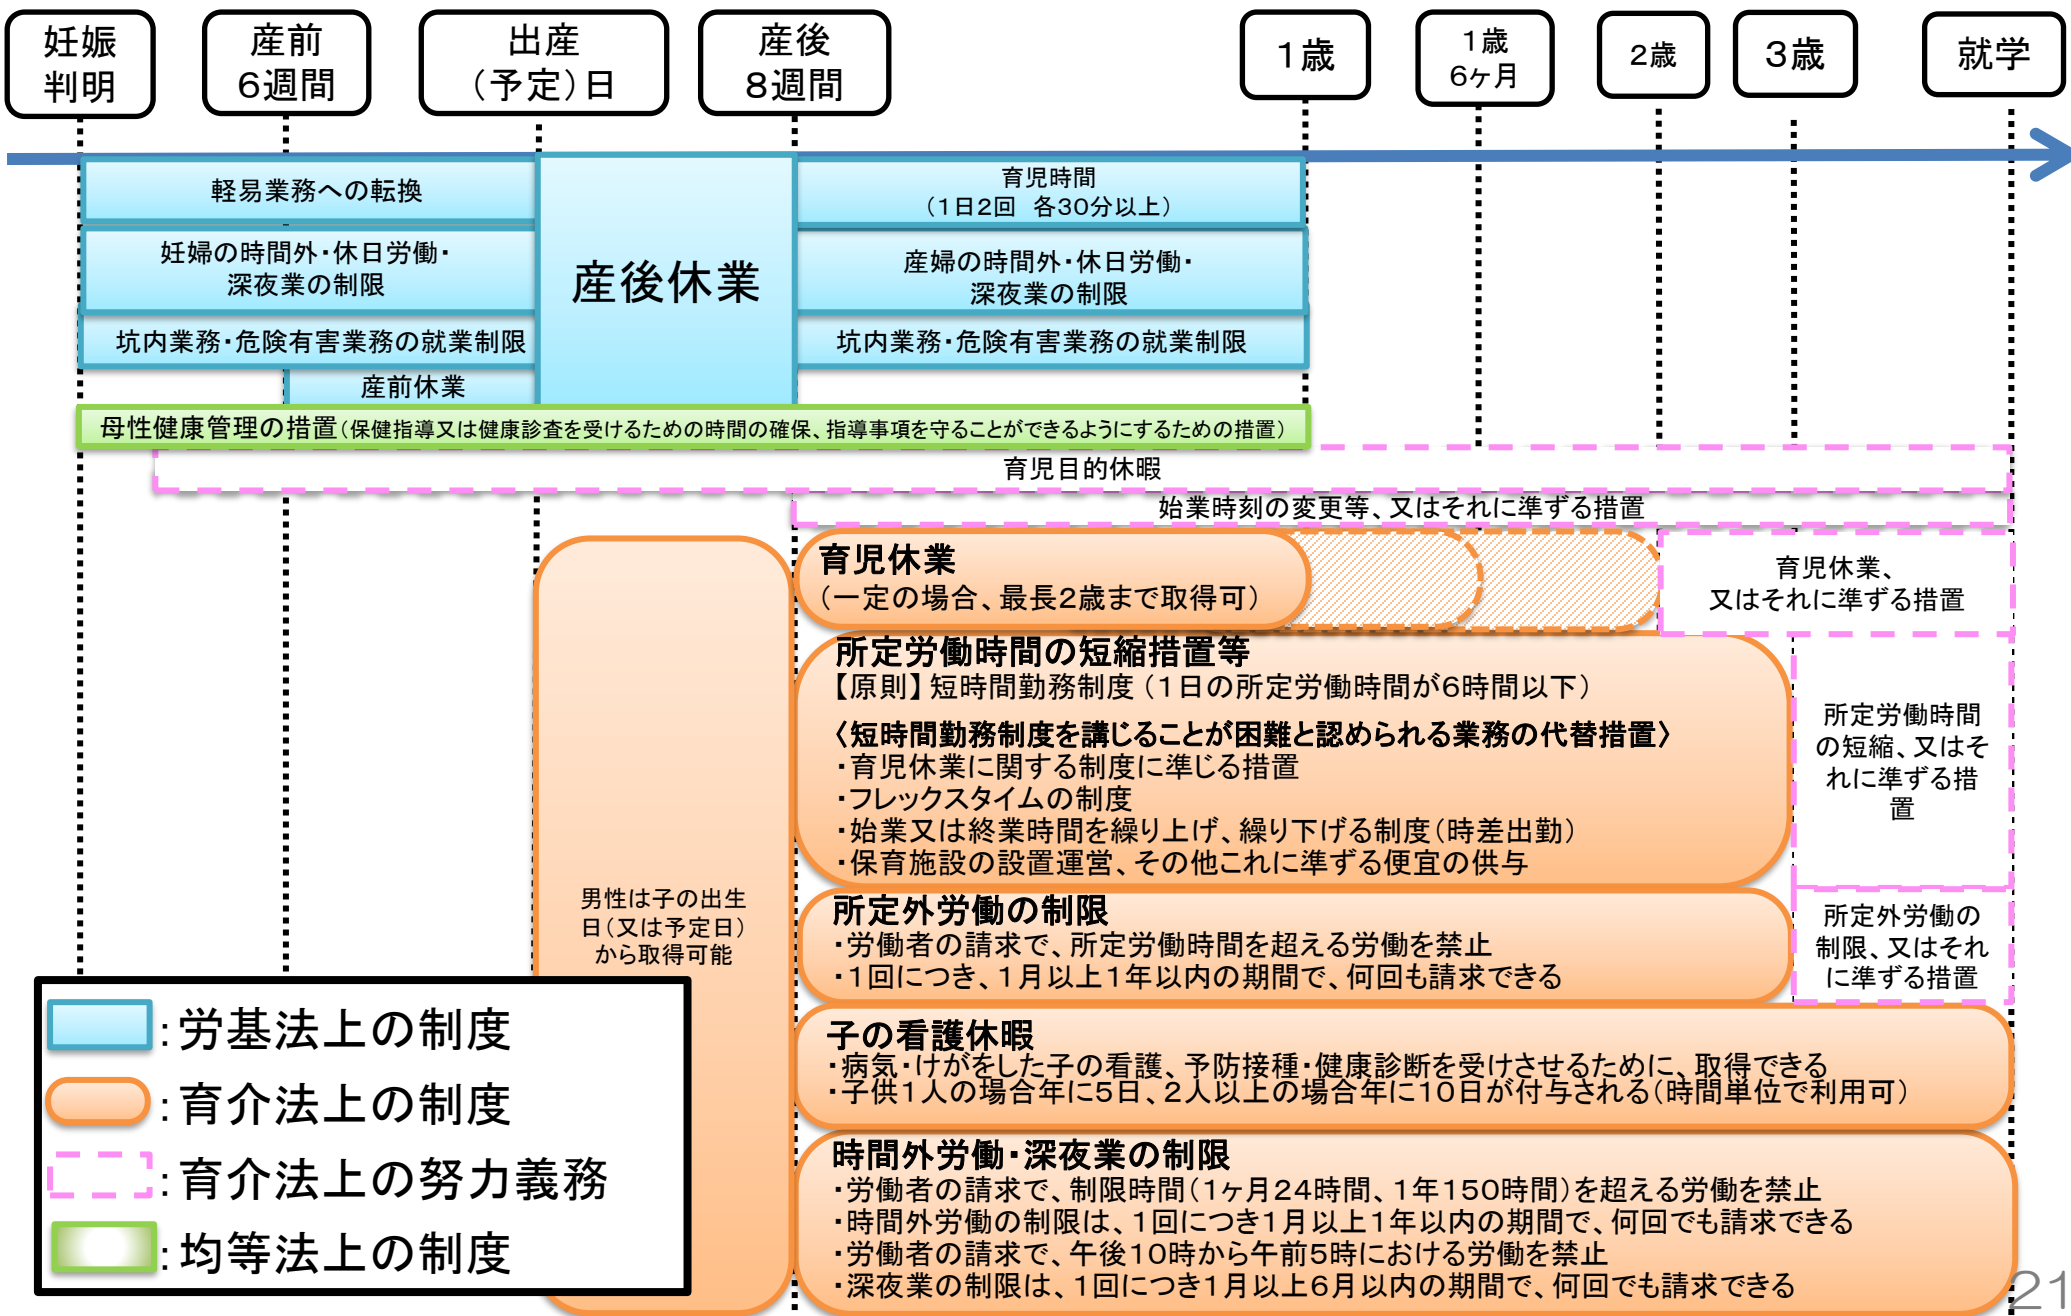 妊娠
判明
産前
6週間
出産
(予定)日
産後
8週間
1歳
1歳
6ヶ月
2歳
3歳
就学
軽易業務への転換
育児時間
(1日2回 各30分以上)
妊婦の時間外・休日労働・
深夜業の制限
産後休業
産婦の時間外・休日労働・
深夜業の制限
坑内業務・危険有害業務の就業制限
坑内業務・危険有害業務の就業制限
産前休業
母性健康管理の措置(保健指導又は健康診査を受けるための時間の確保、指導事項を守ることができるようにするための措置)
育児目的休暇
始業時刻の変更等、又はそれに準ずる措置
育児休業
(一定の場合、最長2歳まで取得可)
育児休業、
又はそれに準ずる措置
所定労働時間の短縮措置等
【原則】短時間勤務制度(1日の所定労働時間が6時間以下)
〈短時間勤務制度を講じることが困難と認められる業務の代替措置〉
・育児休業に関する制度に準じる措置
・フレックスタイムの制度
・始業又は終業時間を繰り上げ、繰り下げる制度(時差出勤)
・保育施設の設置運営、その他これに準ずる便宜の供与
所定労働時間
の短縮、又はそ
れに準ずる措
置
男性は子の出生
日(又は予定日)
から取得可能
所定外労働の制限
・労働者の請求で、所定労働時間を超える労働を禁止
・1回につき、1月以上1年以内の期間で、何回も請求できる
所定外労働の
制限、又はそれ
に準ずる措置
子の看護休暇
・病気・けがをした子の看護、予防接種・健康診断を受けさせるために、取得できる
・子供1人の場合年に5日、2人以上の場合年に10日が付与される(時間単位で利用可)
時間外労働・深夜業の制限
・労働者の請求で、制限時間(1ヶ月24時間、1年150時間)を超える労働を禁止
・時間外労働の制限は、1回につき1月以上1年以内の期間で、何回でも請求できる
・労働者の請求で、午後10時から午前5時における労働を禁止
・深夜業の制限は、1回につき1月以上6月以内の期間で、何回でも請求できる
:労基法上の制度
:育介法上の制度
:育介法上の努力義務
:均等法上の制度
21